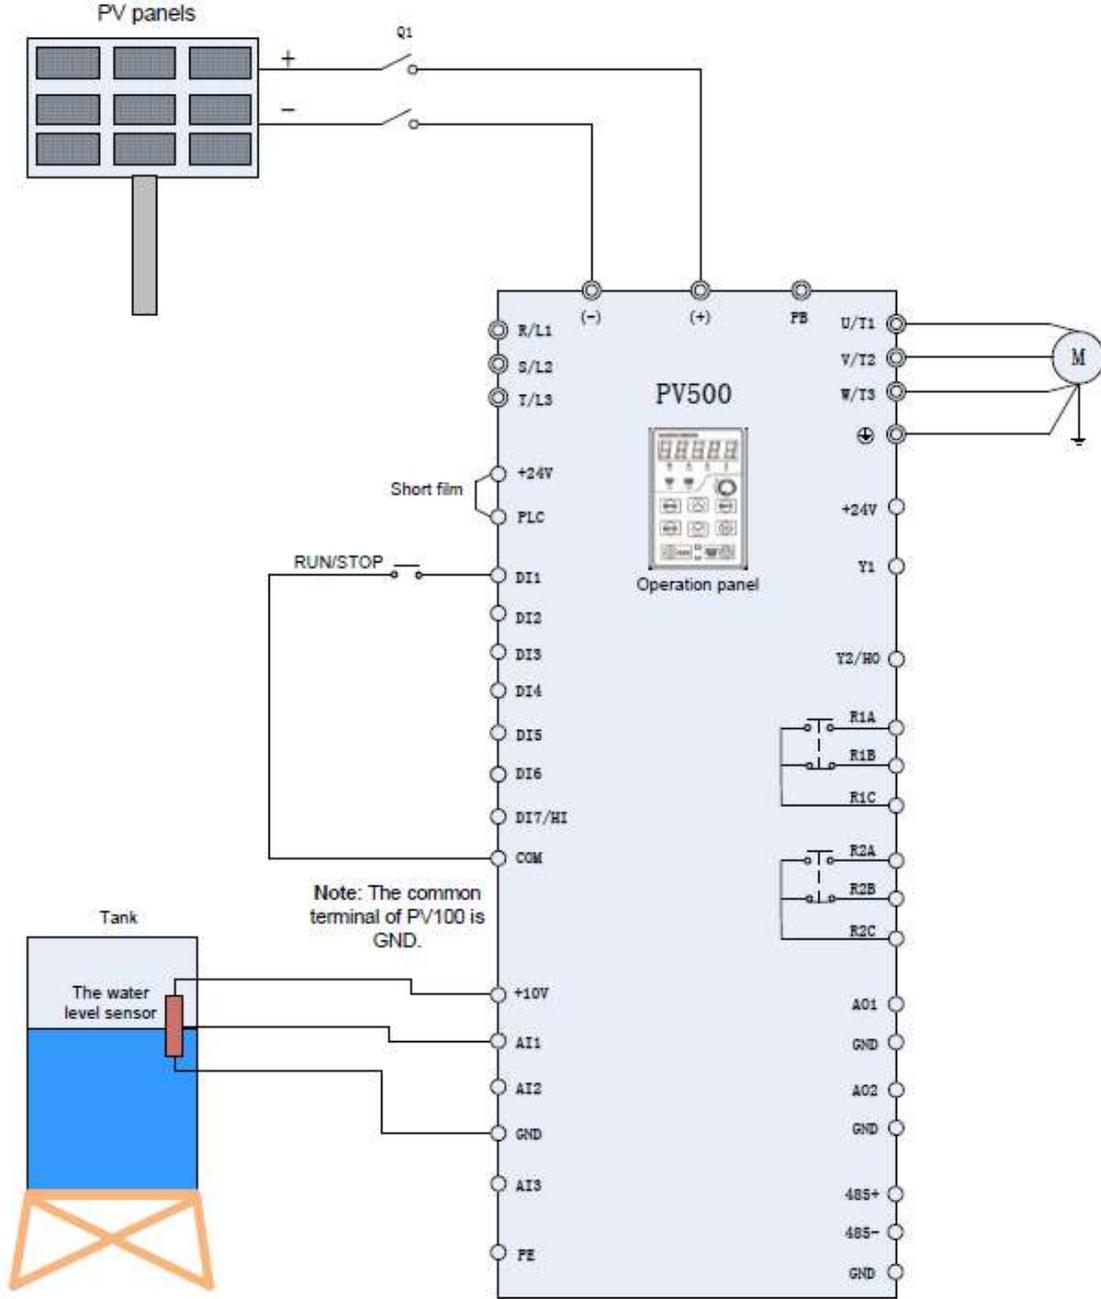 PV panels
+
Q1
−
(-)
(+)
PB
R/L1
S/L2
T/L3
U/T1
V/T2
W/T3
M
PV500
Operation panel
+24V
Short film
PLC
RUN/STOP
DI1
DI2
DI3
DI4
DI5
DI6
DI7/HI
COM
Note: The common
terminal of PV100 is
GND.
+24V
Y1
Y2/HO
R1A
R1B
R1C
R2A
R2B
R2C
Tank
The water
level sensor
+10V
AI1
AI2
GND
AI3
PE
AO1
GND
AO2
GND
485+
485-
GND